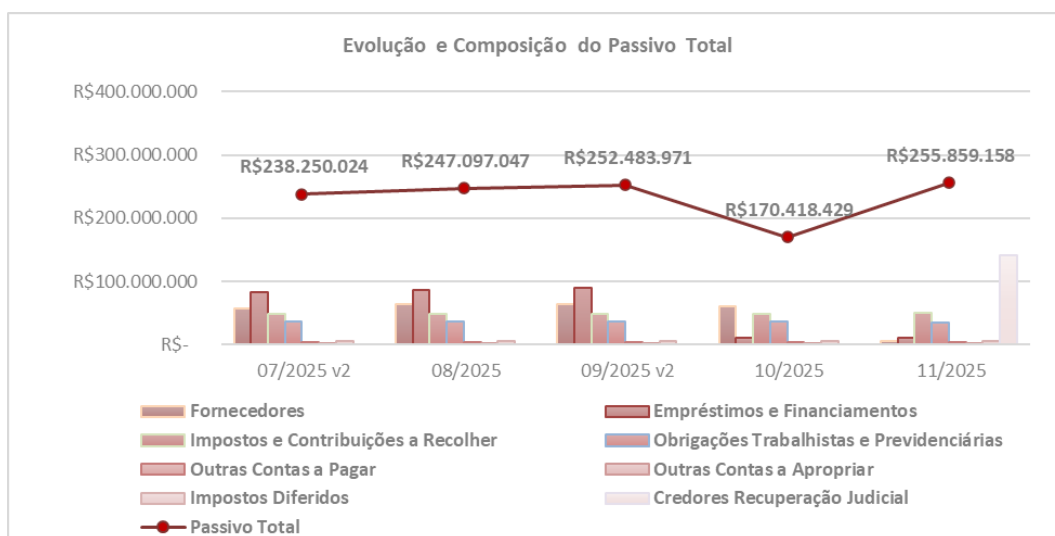 Evolução e Composição do Passivo Total
R$400.000.000
R$300.000.000
R$200.000.000
R$100.000.000
R$-
R$238.250.024
R$247.097.047
R$252.483.971
R$170.418.429
R$255.859.158
07/2025 v2
08/2025
09/2025 v2
10/2025
11/2025
Fornecedores
Empréstimos e Financiamentos
Impostos e Contribuições a Recolher
Obrigações Trabalhistas e Previdenciárias
Outras Contas a Pagar
Outras Contas a Apropriar
Impostos Diferidos
Credores Recuperação Judicial
Passivo Total